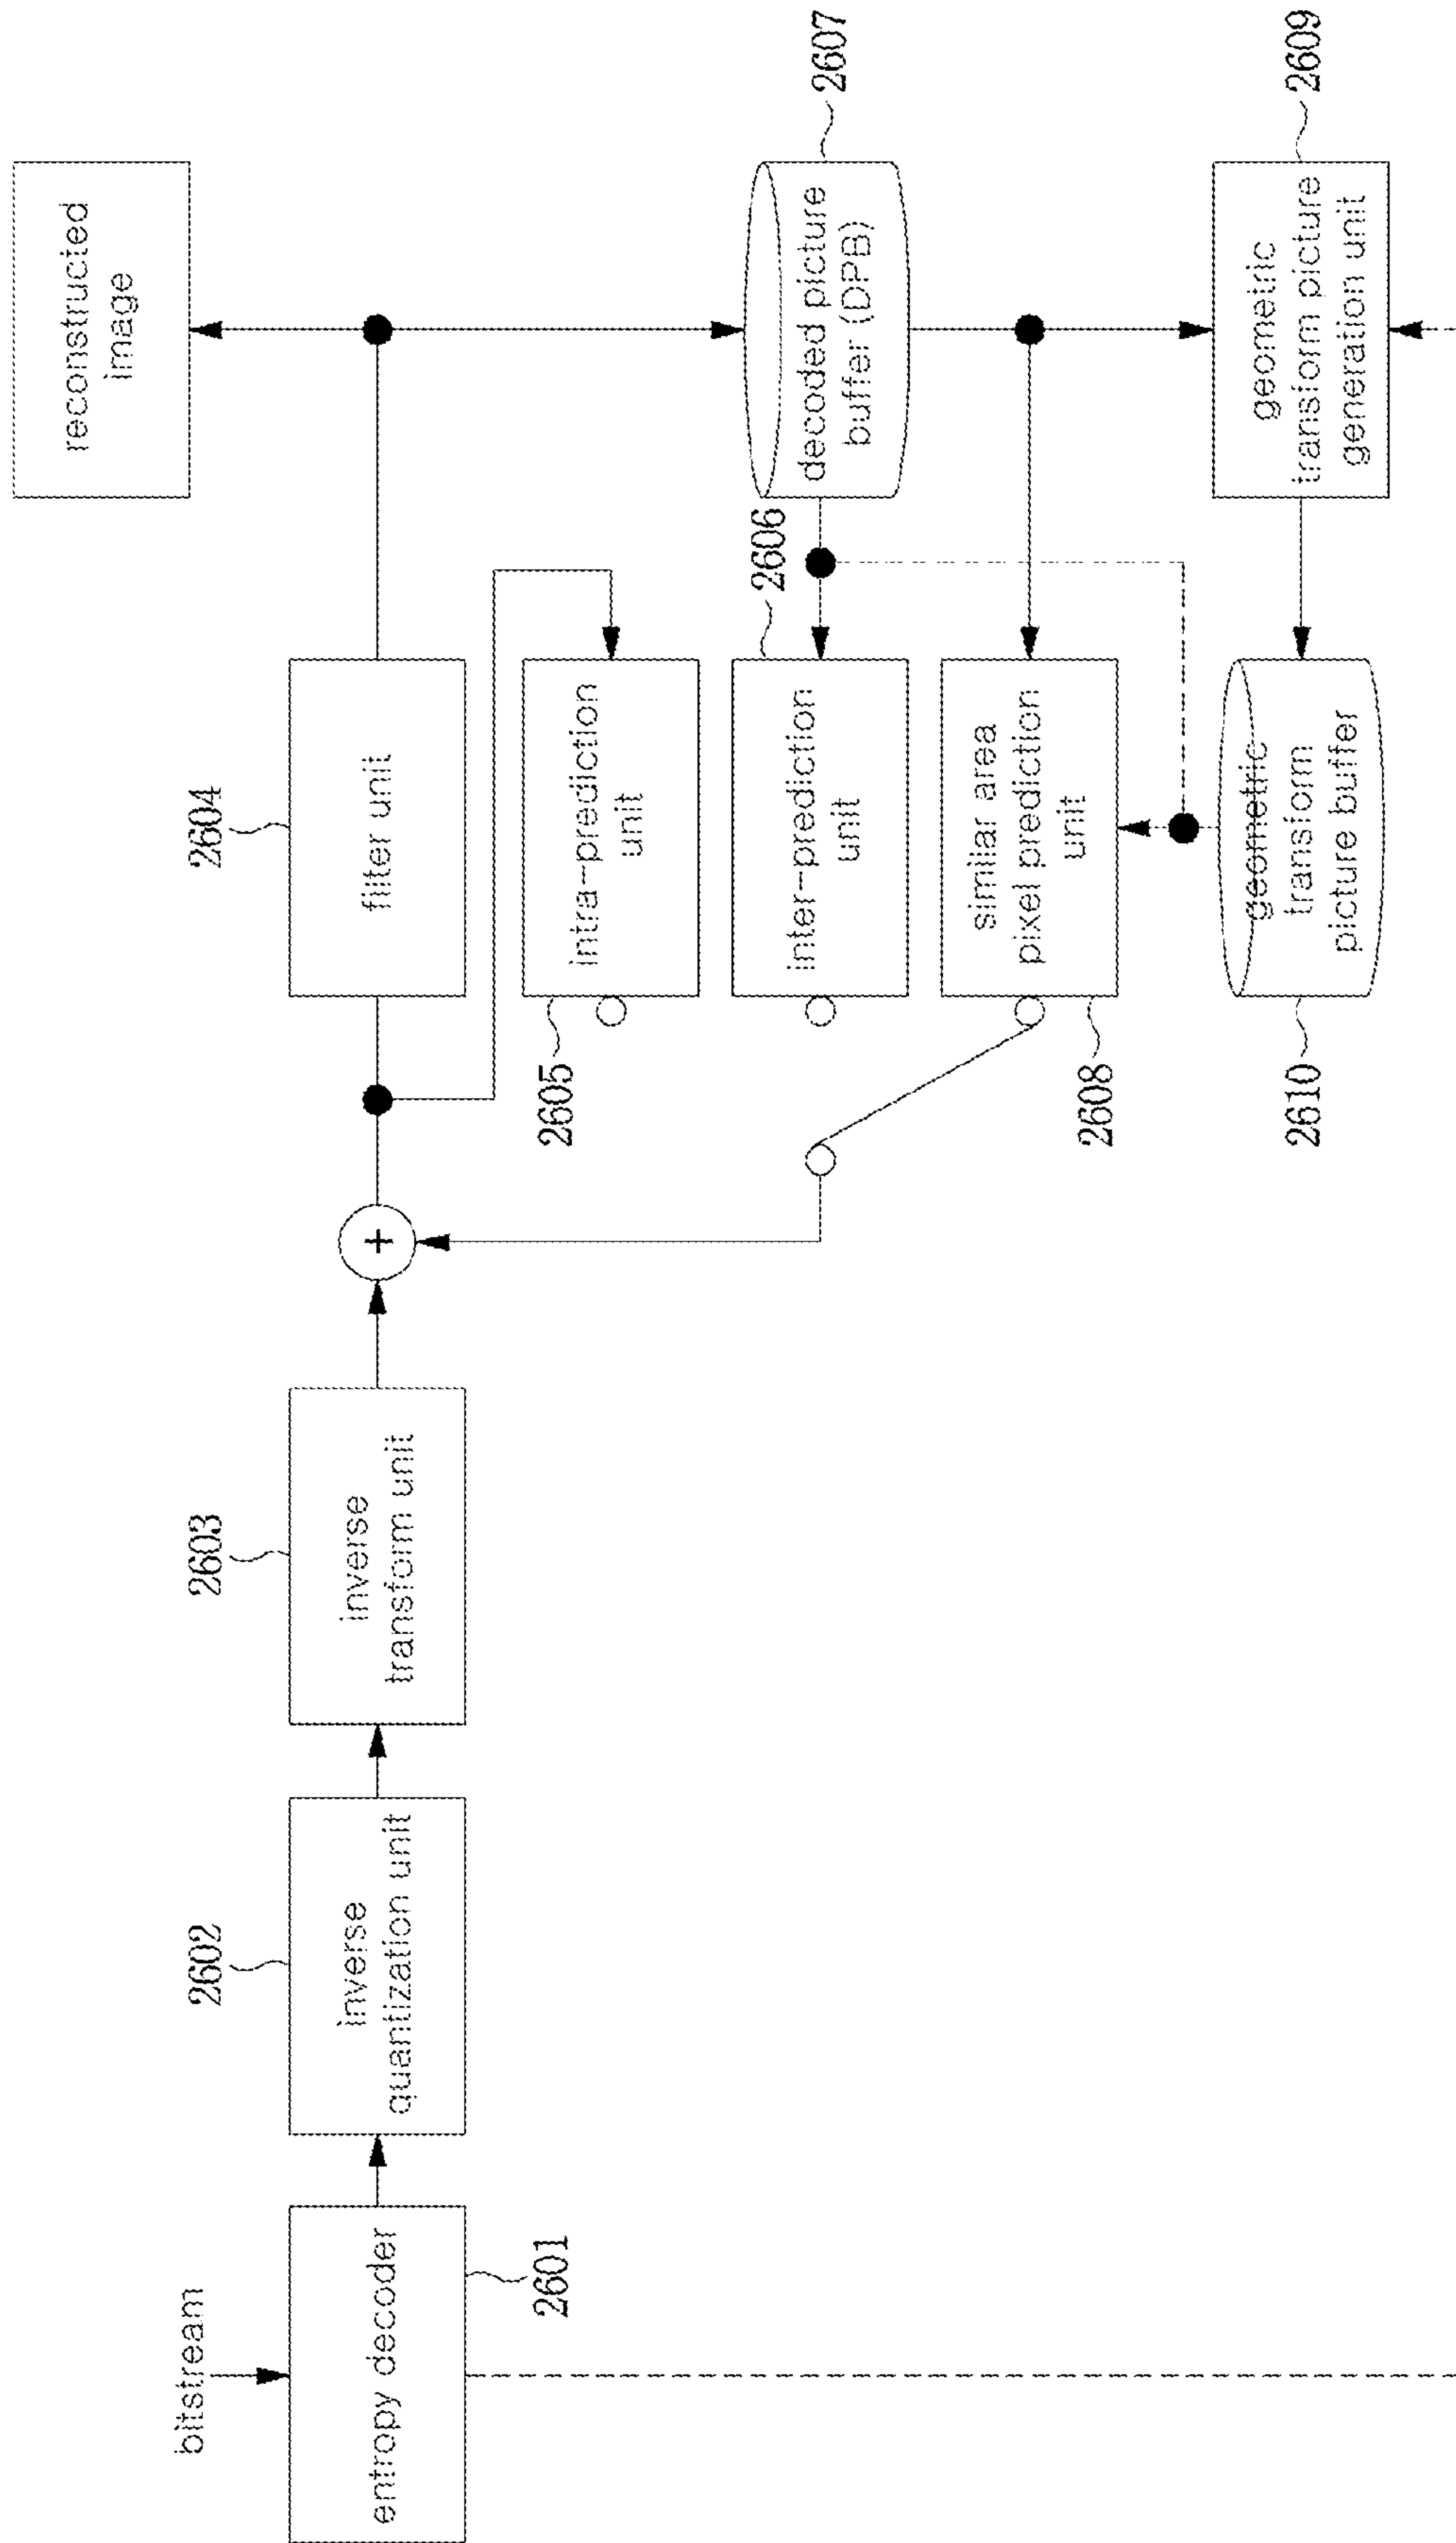 bitstream
entropy decoder
2601
inverse
quantization unit
2602
inverse
transform unit
2603
+
filter unit
2604
reconstructed
image
intra-prediction
unit
2605
inter-prediction
unit
2606
decoded picture
buffer (DPB)
2607
similar area
pixel prediction
unit
2608
geometric
transform picture
generation unit
2609
geometric
transform
picture buffer
2610